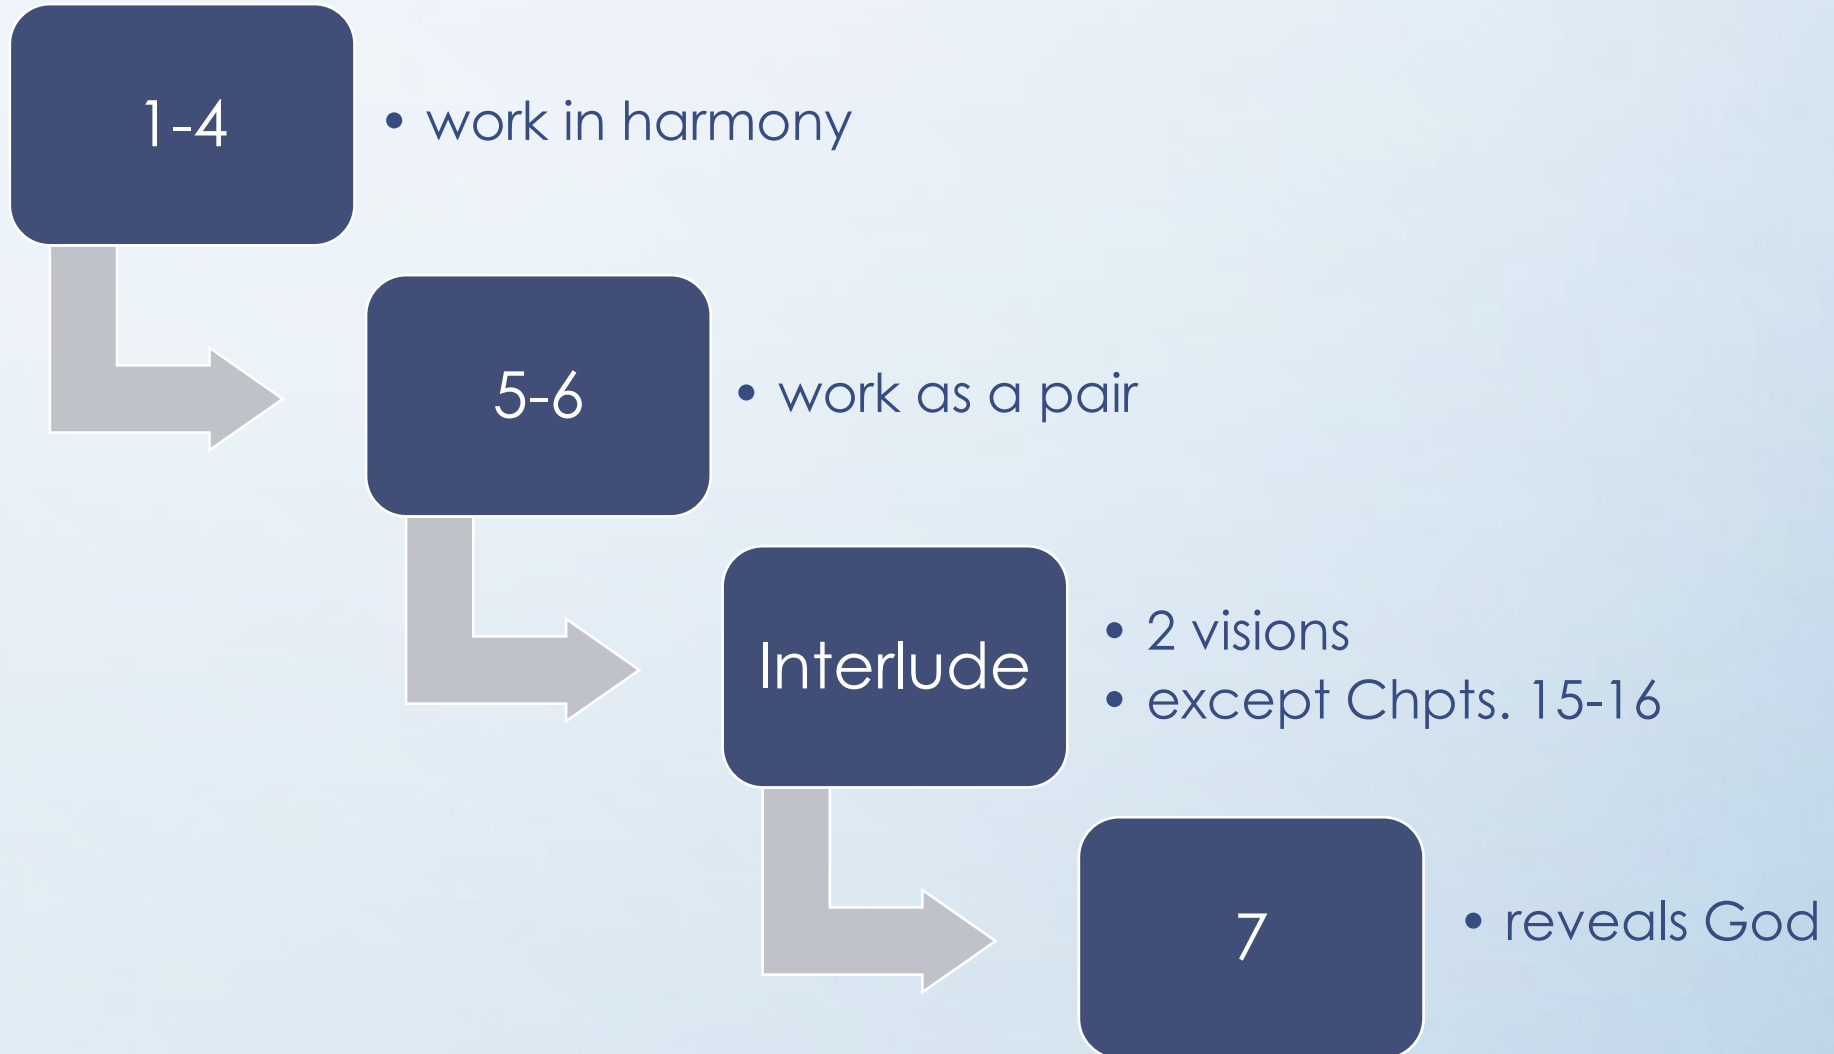 1-4
• work in harmony
5-6
• work as a pair
Interlude
• 2 visions
• except Chpts. 15-16
7
• reveals God